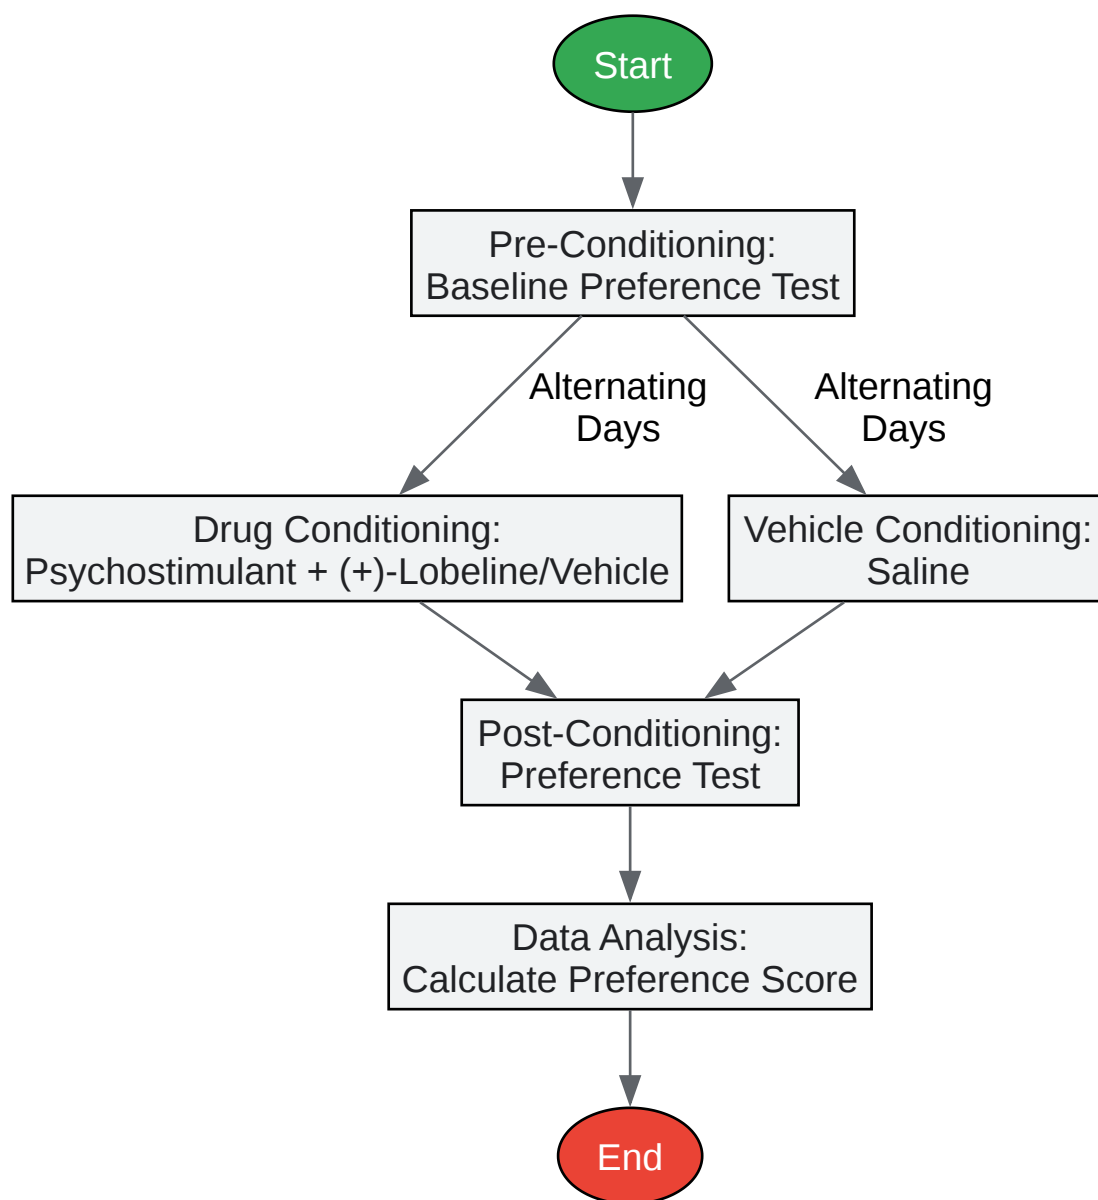 Start
Pre-Conditioning:
Baseline Preference Test
Alternating
Days
Alternating
Days
Drug Conditioning:
Psychostimulant + (+)-Lobeline/Vehicle
Vehicle Conditioning:
Saline
Post-Conditioning:
Preference Test
Data Analysis:
Calculate Preference Score
End